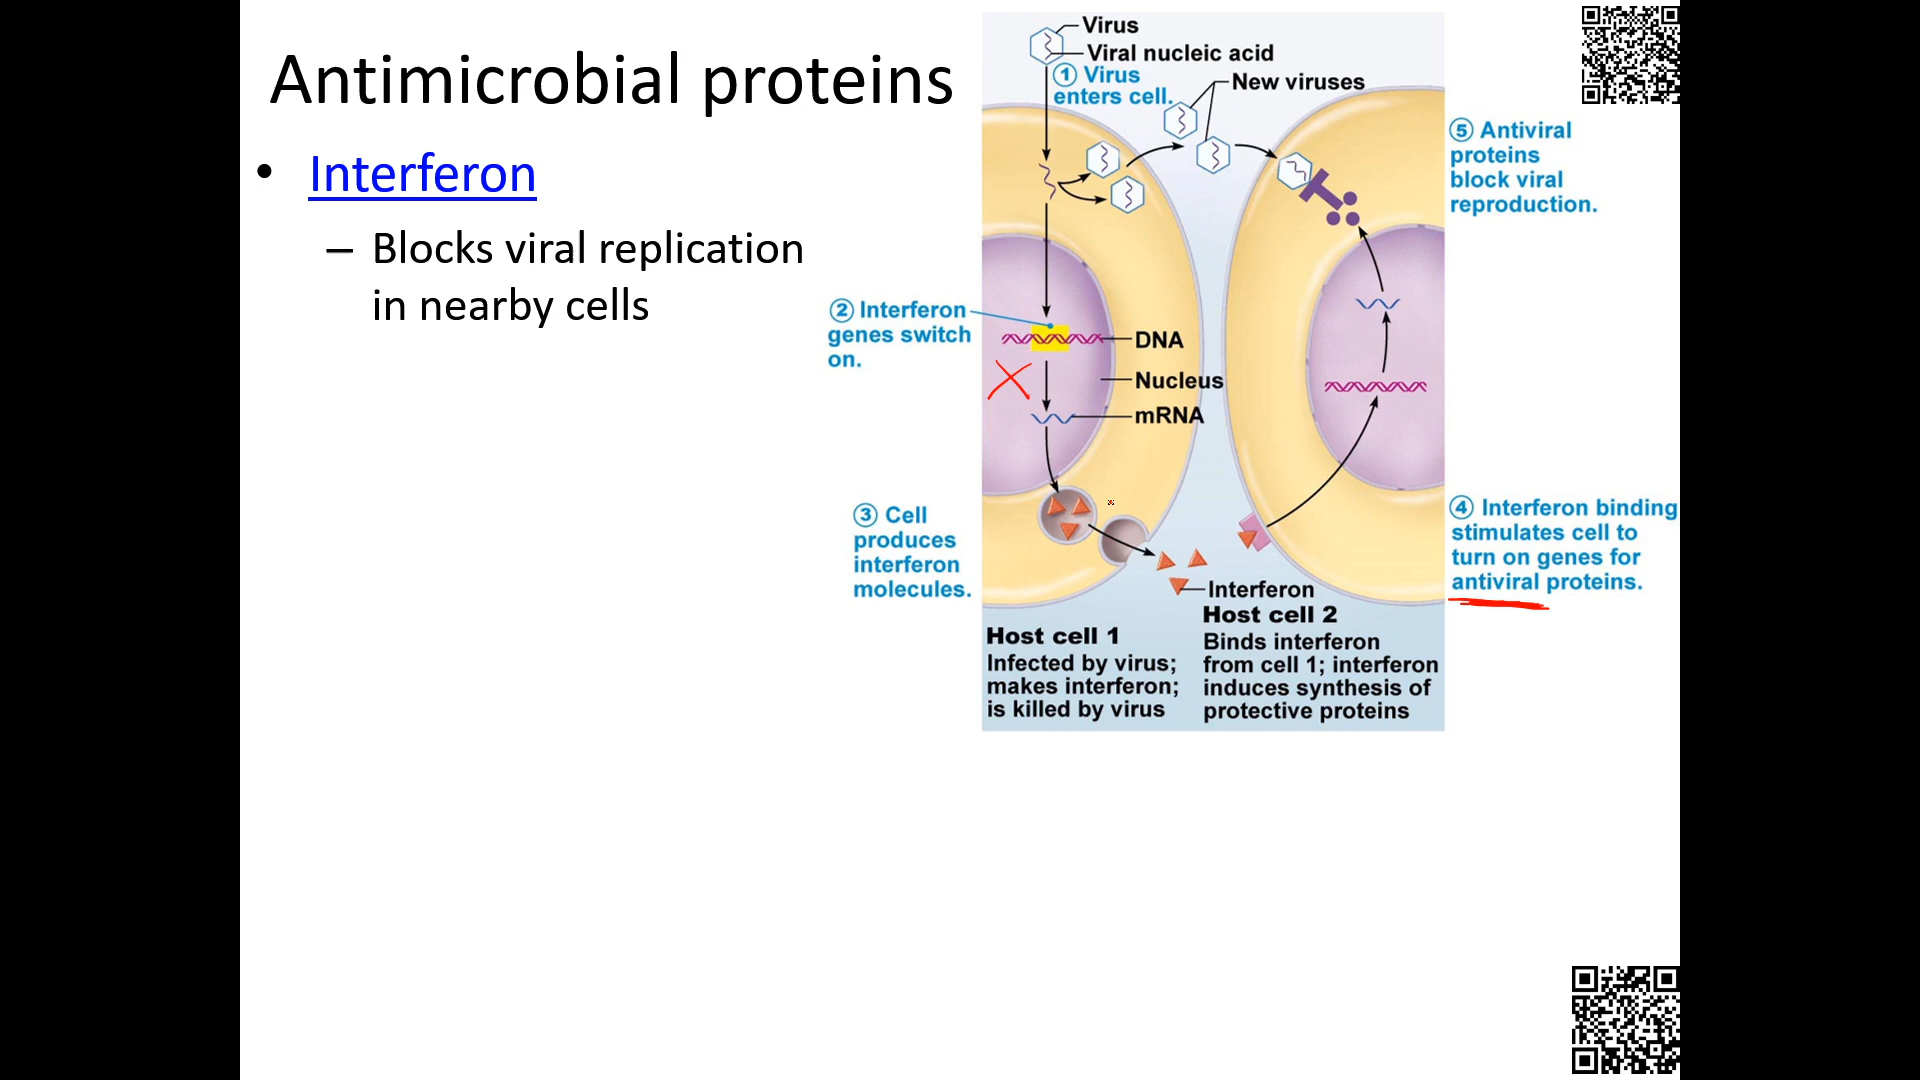 Antimicrobial proteins
• Interferon
– Blocks viral replication
in nearby cells
Virus
Viral nucleic acid
① Virus
enters cell.
New viruses
② Interferon
genes switch
on.
DNA
Nucleus
mRNA
③ Cell
produces
interferon
molecules.
Interferon
Host cell 1
Infected by virus;
makes interferon;
is killed by virus
Host cell 2
Binds interferon
from cell 1; interferon
induces synthesis of
protective proteins
④ Interferon binding
stimulates cell to
turn on genes for
antiviral proteins.
⑤ Antiviral
proteins
block viral
reproduction.